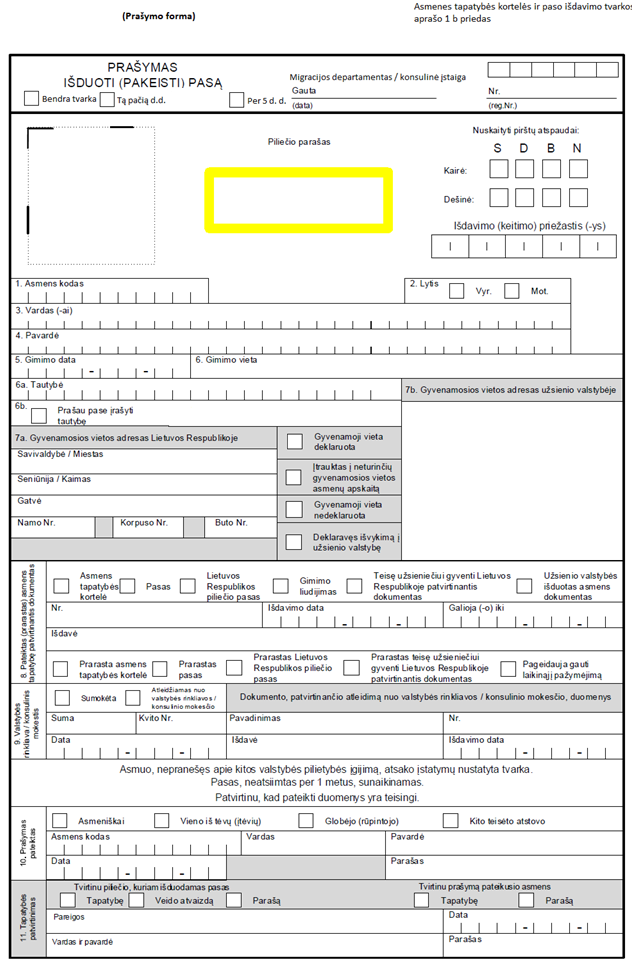 (Prašymo forma)
Asmenes tapatybės kortelės ir paso išdavimo tvarkos
aprašo 1 b priedas
PRAŠYMAS
IŠDUOTI (PAKEISTI) PASĄ
Bendra tvarka
Tą pačią d.d.
Per 5 d. d.
Migracijos departamentas / konsulinė įstaiga
Gauta
(data)
Nr.
(reg.Nr.)
Piliečio parašas
Nuskaityti pirštų atspaudai:
S D B N
Kairė:
Dešinė:
Išdavimo (keitimo) priežastis (-ys)
1. Asmens kodas
2. Lytis
Vyr.
Mot.
3. Vardas (-ai)
4. Pavardė
5. Gimimo data
6. Gimimo vieta
6a. Tautybė
7b. Gyvenamosios vietos adresas užsienio valstybėje
6b.
Prašau pase įrašyti
tautybę
7a. Gyvenamosios vietos adresas Lietuvos Respublikoje
Savivaldybė / Miestas
Seniūnija / Kaimas
Gatvė
Namo Nr.
Korpuso Nr.
Buto Nr.
Gyvenamoji vieta
deklaruota
Įtrauktas į neturinčių
gyvenamosios vietos
asmenų apskaitą
Gyvenamoji vieta
nedeklaruota
Deklaravęs išvykimą į
užsienio valstybę
8. Pateiktas (prarastas) asmens
tapatybę patvirtinantis dokumentas
Asmens
tapatybės
kortelė
Pasas
Lietuvos
Respublikos
piliečio pasas
Gimimo
liudijimas
Teisę užsieniečiui gyventi Lietuvos
Respublikoje patvirtinantis
dokumentas
Užsienio valstybės
išduotas asmens
dokumentas
Nr.
Išdavimo data
Galioja (-o) iki
Išdavė
Prarasta asmens
tapatybės kortelė
Prarastas
pasas
Prarastas Lietuvos
Respublikos piliečio
pasas
Prarastas teisę užsieniečiui
gyventi Lietuvos Respublikoje
patvirtinantis dokumentas
Pageidauja gauti
laikinąjį pažymėjimą
9. Valstybės
rinkliava / konsulinis
mokestis
Sumokėta
Atleidžiamas nuo
valstybės rinkliavos /
konsulinio mokesčio
Dokumento, patvirtinančio atleidimą nuo valstybės rinkliavos / konsulinio mokesčio, duomenys
Suma
Kvito Nr.
Pavadinimas
Nr.
Data
Išdavė
Išdavimo data
Asmuo, nepranešęs apie kitos valstybės pilietybės įgijimą, atsako įstatymų nustatyta tvarka.
Pasas, neatsiimtas per 1 metus, sunaikinamas.
Patvirtinu, kad pateikti duomenys yra teisingi.
10. Prašymas
pateiktas
Asmeniškai
Vieno iš tėvų (įtėvių)
Globėjo (rūpintojo)
Kito teisėto atstovo
Asmens kodas
Vardas
Pavardė
Data
Parašas
11. Tapatybės
patvirtinimas
Tvirtinu piliečio, kuriam išduodamas pasas
Tapatybę
Veido atvaizdą
Parašą
Tvirtinu prašymą pateikusio asmens
Tapatybę
Parašą
Pareigos
Data
Vardas ir pavardė
Parašas